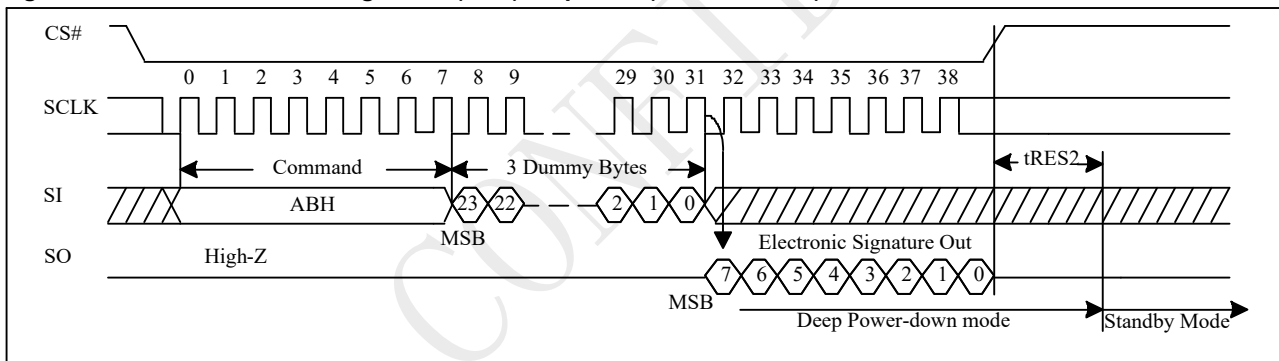 CS#
0 1 2 3 4 5 6 7 8 9 29 30 31 32 33 34 35 36 37 38
SCLK
Command 3 Dummy Bytes tRES2
SI ABH 23 22 2 1 0
MSB
SO High-Z Electronic Signature Out
7 6 5 4 3 2 1 0
MSB
Deep Power-down mode Standby Mode